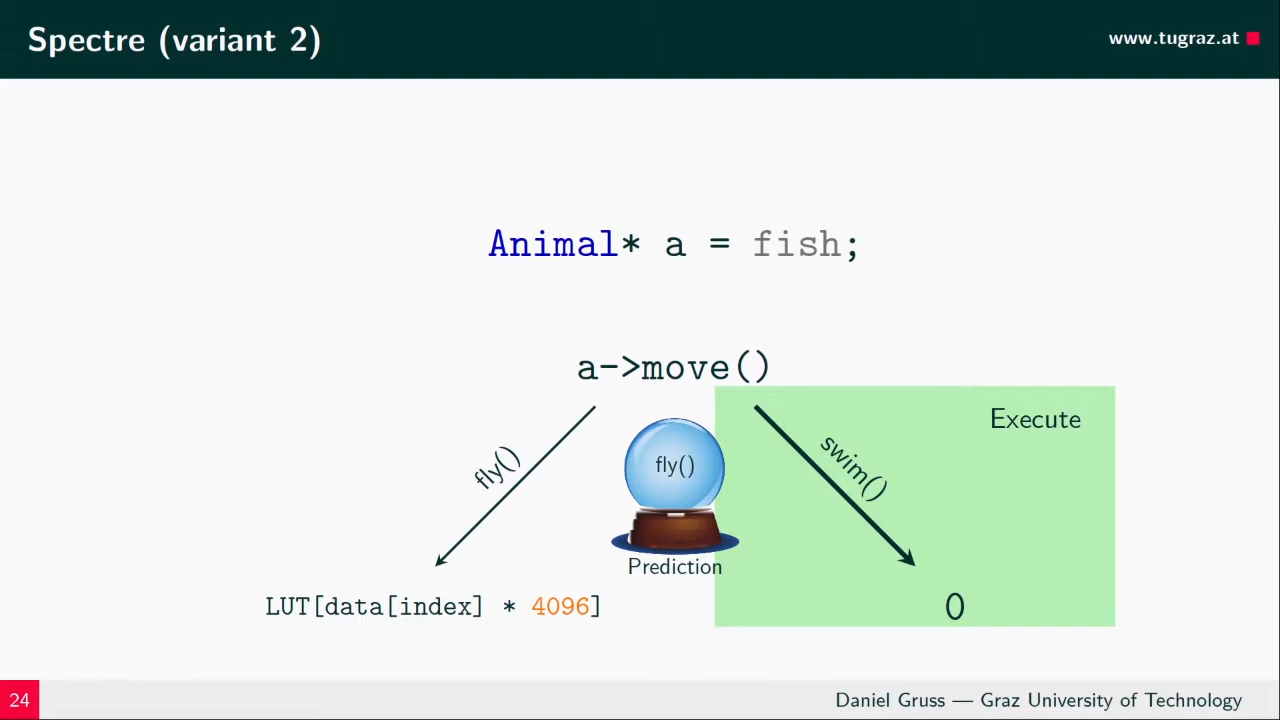 Spectre (variant 2)
www.tugraz.at
Animal* a = fish;
a->move()
Execute
fly()
fly()
swim()
Prediction
LUT[data[index] * 4096]
0
24
Daniel Gruss — Graz University of Technology